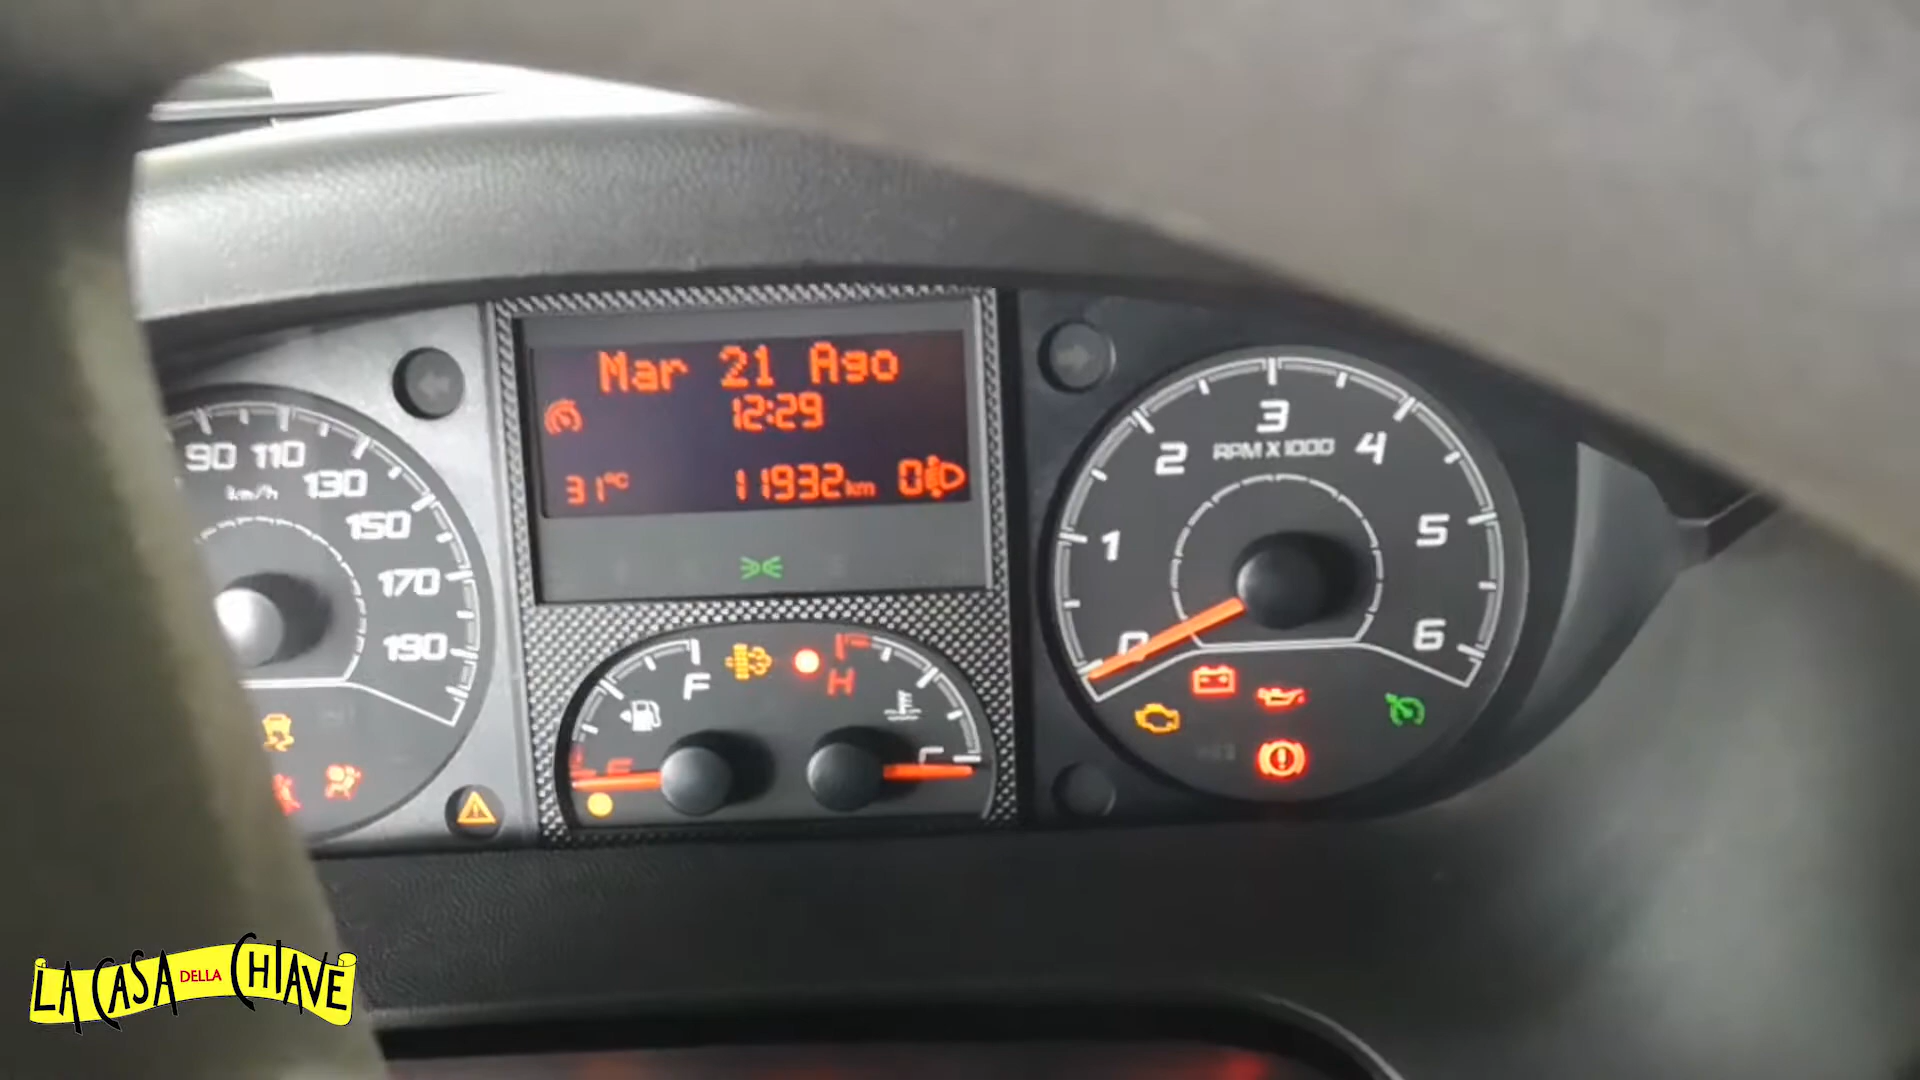 Mar 21 Ago
12:29
31°C 11932km 0
90 110 130 150 170 190
km/h
F
H
0 1 2 3 4 5 6
RPM X 1000
LA CASA DELLA CHIAVE